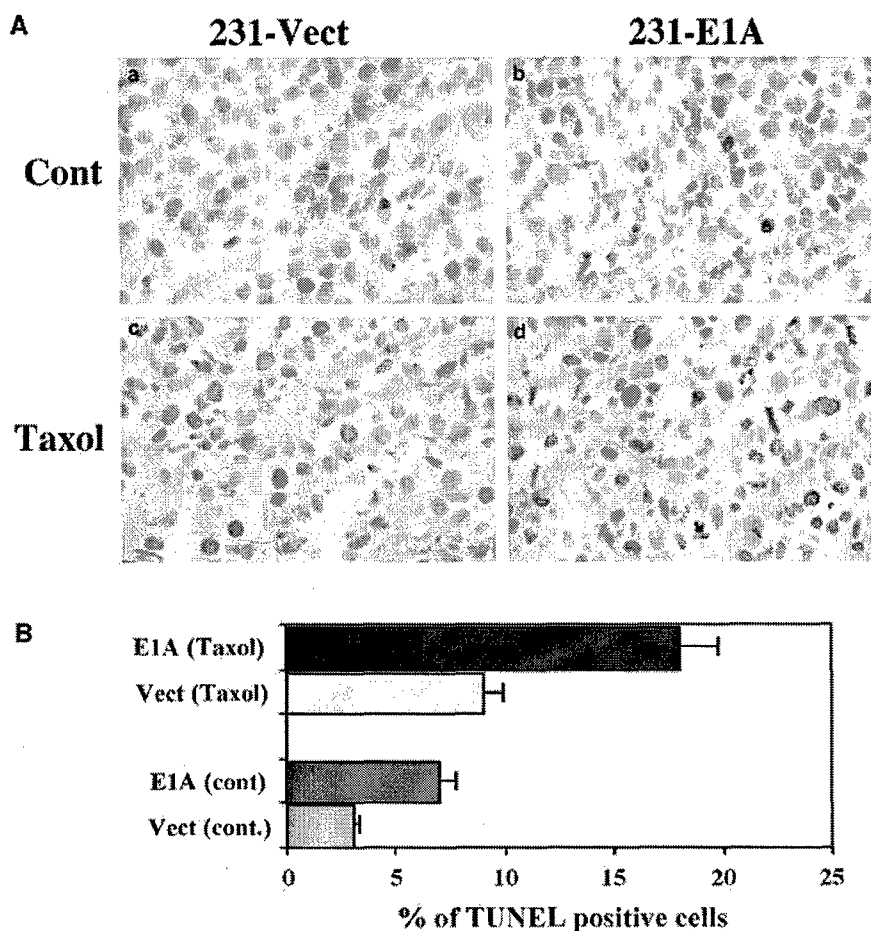 A
231-Vect
231-E1A
a
b
Cont
c
d
Taxol
B
E1A (Taxol)
Vect (Taxol)
E1A (cont)
Vect (cont.)
0 5 10 15 20 25
% of TUNEL positive cells